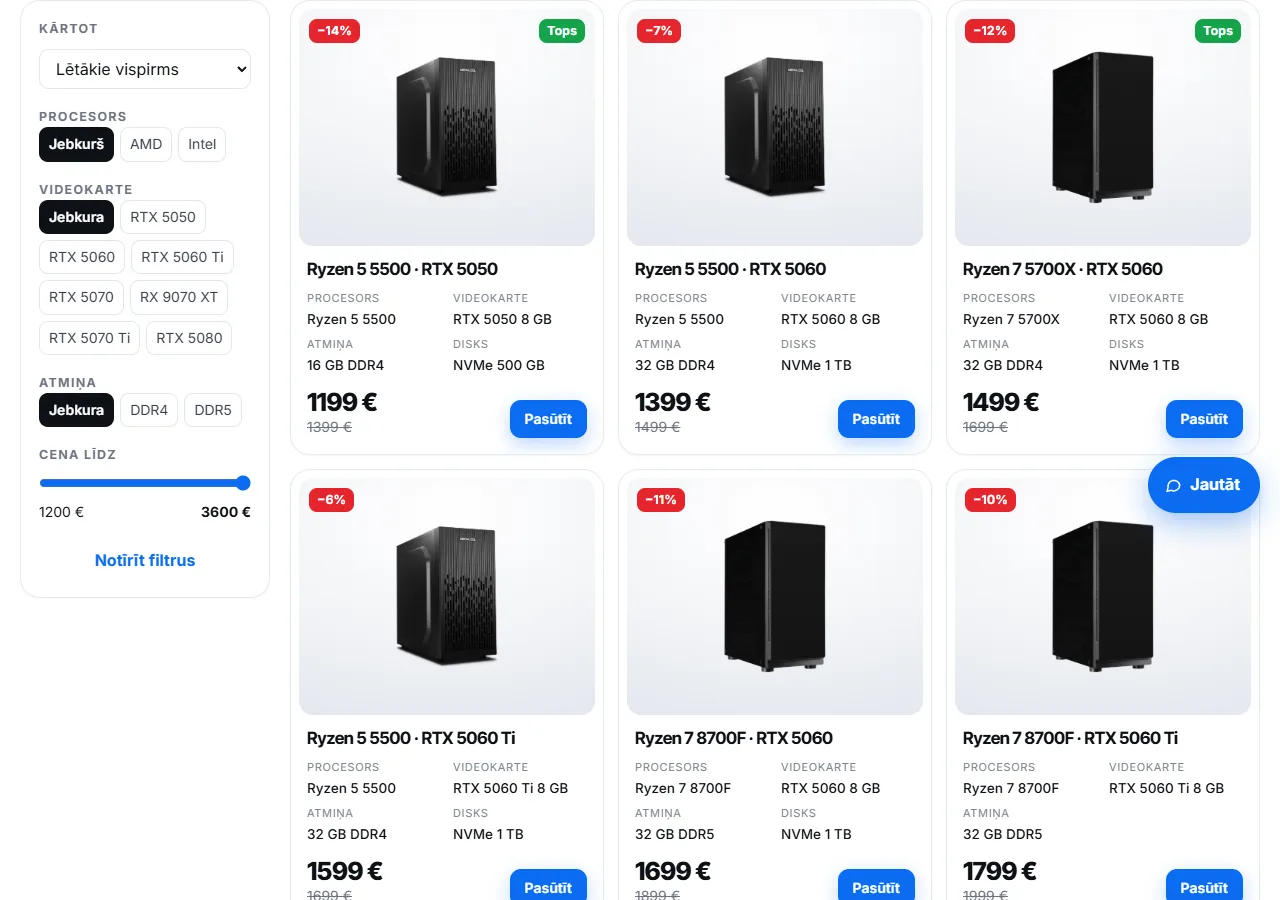 KĀRTOT
Lētākie vispirms
PROCESORS
Jebkurš
AMD
Intel
VIDEOKARTE
Jebkura
RTX 5050
RTX 5060
RTX 5060 Ti
RTX 5070
RX 9070 XT
RTX 5070 Ti
RTX 5080
ATMIŅA
Jebkura
DDR4
DDR5
CENA LĪDZ
1200 €
3600 €
Notīrīt filtrus
−14%
Tops
Ryzen 5 5500 · RTX 5050
PROCESORS
VIDEOKARTE
Ryzen 5 5500
RTX 5050 8 GB
ATMIŅA
DISKS
16 GB DDR4
NVMe 500 GB
1199 €
1399 €
Pasūtīt
−7%
Ryzen 5 5500 · RTX 5060
PROCESORS
VIDEOKARTE
Ryzen 5 5500
RTX 5060 8 GB
ATMIŅA
DISKS
32 GB DDR4
NVMe 1 TB
1399 €
1499 €
Pasūtīt
−12%
Tops
Ryzen 7 5700X · RTX 5060
PROCESORS
VIDEOKARTE
Ryzen 7 5700X
RTX 5060 8 GB
ATMIŅA
DISKS
32 GB DDR4
NVMe 1 TB
1499 €
1699 €
Pasūtīt
Jautāt
−6%
Ryzen 5 5500 · RTX 5060 Ti
PROCESORS
VIDEOKARTE
Ryzen 5 5500
RTX 5060 Ti 8 GB
ATMIŅA
DISKS
32 GB DDR4
NVMe 1 TB
1599 €
1699 €
Pasūtīt
−11%
Ryzen 7 8700F · RTX 5060
PROCESORS
VIDEOKARTE
Ryzen 7 8700F
RTX 5060 8 GB
ATMIŅA
DISKS
32 GB DDR5
NVMe 1 TB
1699 €
1899 €
Pasūtīt
−10%
Ryzen 7 8700F · RTX 5060 Ti
PROCESORS
VIDEOKARTE
Ryzen 7 8700F
RTX 5060 Ti 8 GB
ATMIŅA
32 GB DDR5
1799 €
1999 €
Pasūtīt